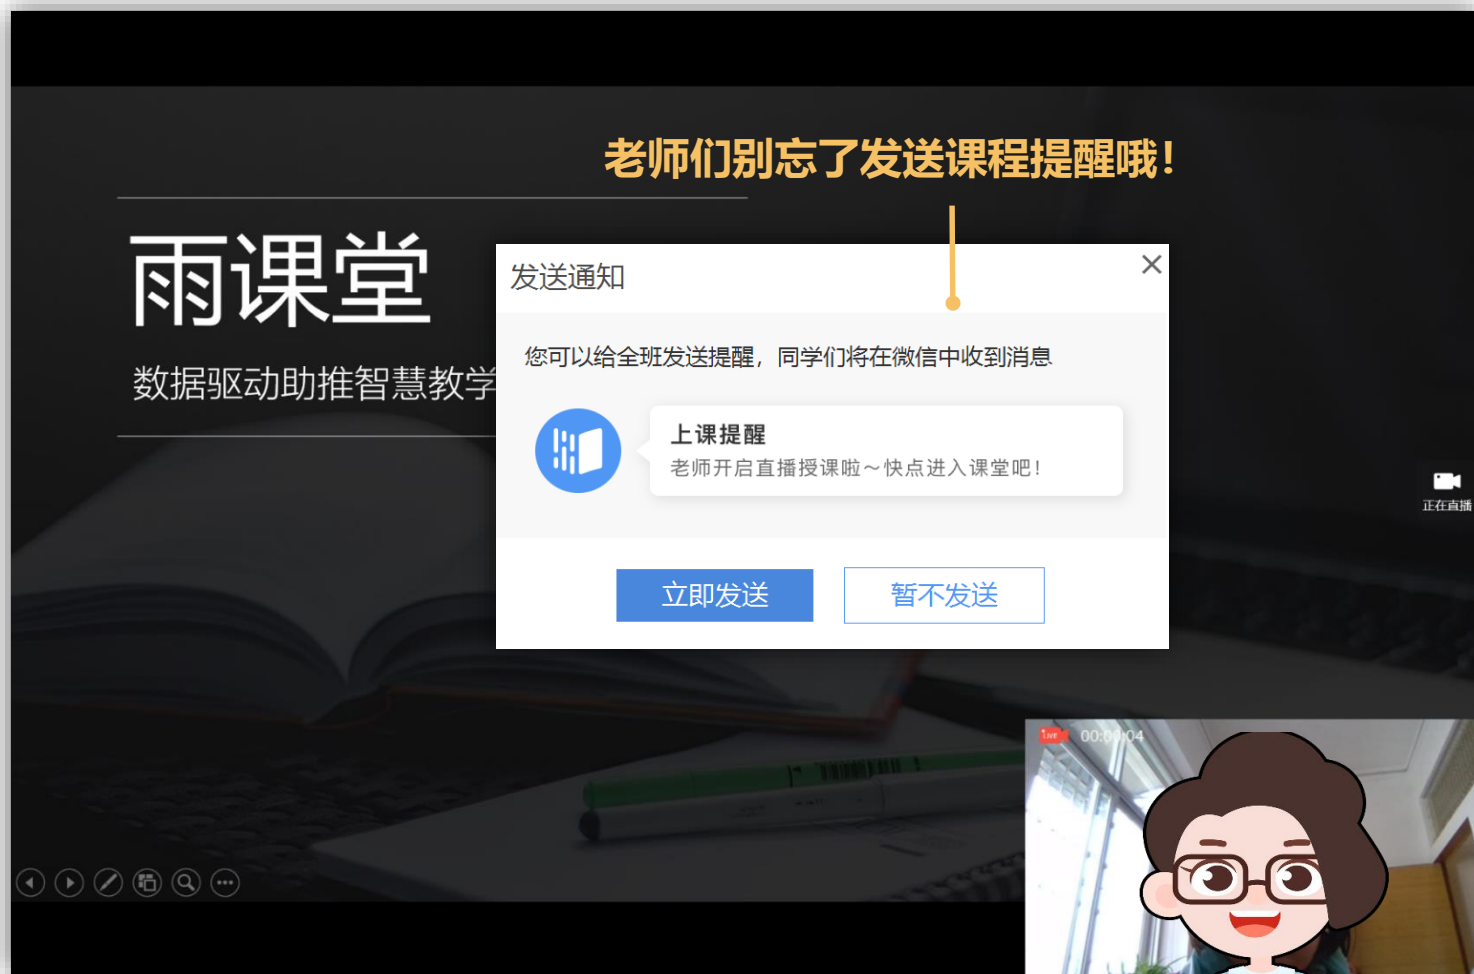 老师们别忘了发送课程提醒哦！
雨课堂
数据驱动助推智慧教学
发送通知
您可以给全班发送提醒，同学们将在微信中收到消息
上课提醒
老师开启直播授课啦～快点进入课堂吧！
立即发送
暂不发送
正在直播
Live 00:00:04